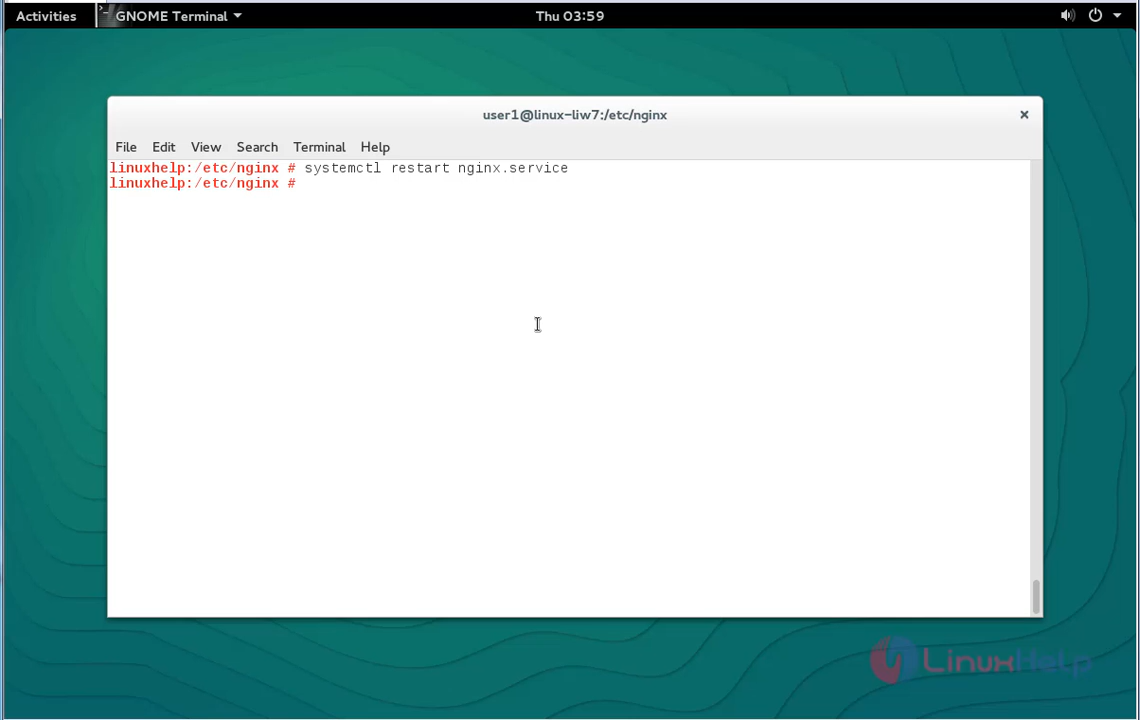 Activities GNOME Terminal Thu 03:59
user1@linux-liw7:/etc/nginx
File Edit View Search Terminal Help
linuxhelp:/etc/nginx # systemctl restart nginx.service
linuxhelp:/etc/nginx #
LinuxHelp